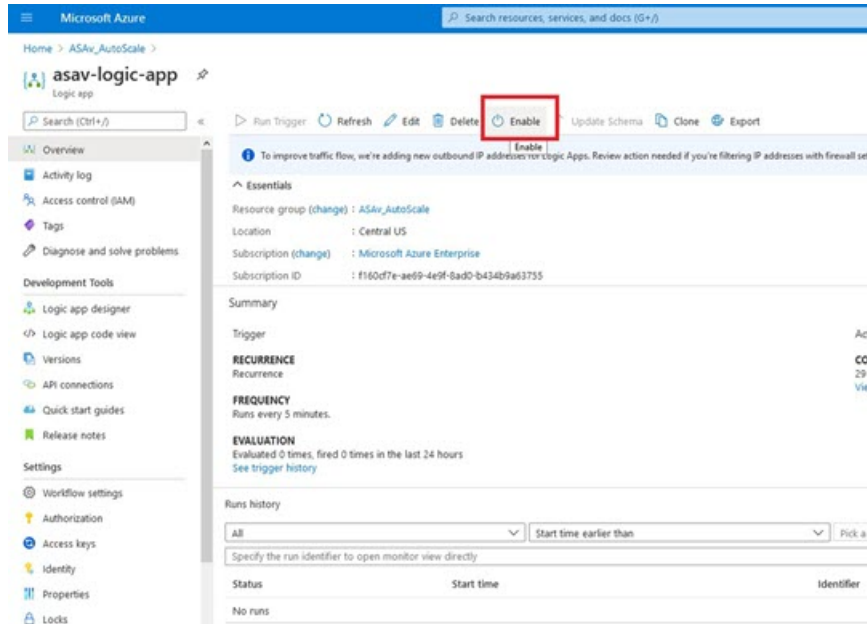 Microsoft Azure
Search resources, services, and docs (G+/)
Home > ASAv_AutoScale >
asav-logic-app
Logic app
Search (Ctrl+/)
«
Run Trigger Refresh Edit Delete Enable Update Schema Clone Export
Enable
Overview
Activity log
Access control (IAM)
Tags
Diagnose and solve problems
Development Tools
Logic app designer
Logic app code view
Versions
API connections
Quick start guides
Release notes
Settings
Workflow settings
Authorization
Access keys
Identity
Properties
Locks
To improve traffic flow, we're adding new outbound IP addresses for Logic Apps. Review action needed if you're filtering IP addresses with firewall se
Essentials
Resource group (change) : ASAv_AutoScale
Location : Central US
Subscription (change) : Microsoft Azure Enterprise
Subscription ID : f160cf7e-ae69-4e9f-8ad0-b434b9a63755
Summary
Trigger
RECURRENCE
Recurrence
FREQUENCY
Runs every 5 minutes.
EVALUATION
Evaluated 0 times, fired 0 times in the last 24 hours
See trigger history
Ac
CO
29
Vie
Runs history
All Start time earlier than Pick a
Specify the run identifier to open monitor view directly
Status Start time Identifier
No runs